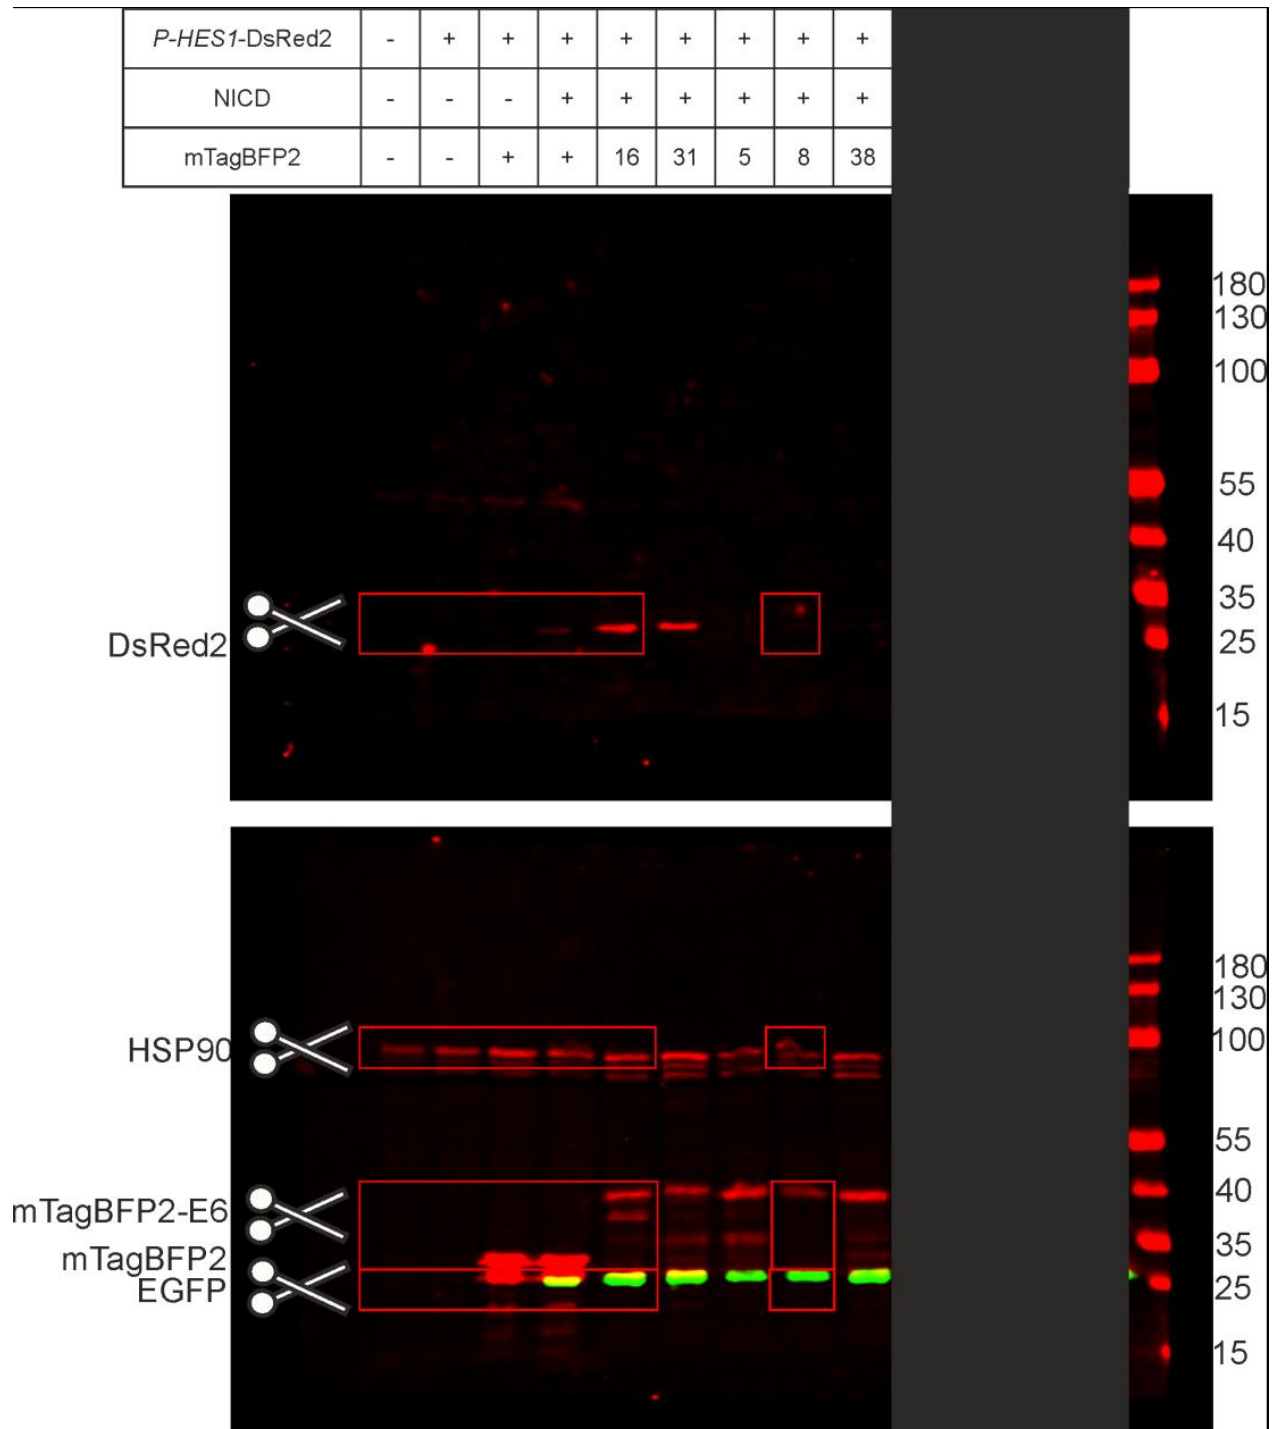 P-HES1-DsRed2 - + + + + + + + +
NICD - - - + + + + + +
mTagBFP2 - - + + 16 31 5 8 38
180
130
100
55
40
35
25
15
DsRed2
180
130
100
55
40
35
25
15
HSP90
mTagBFP2-E6
mTagBFP2
EGFP